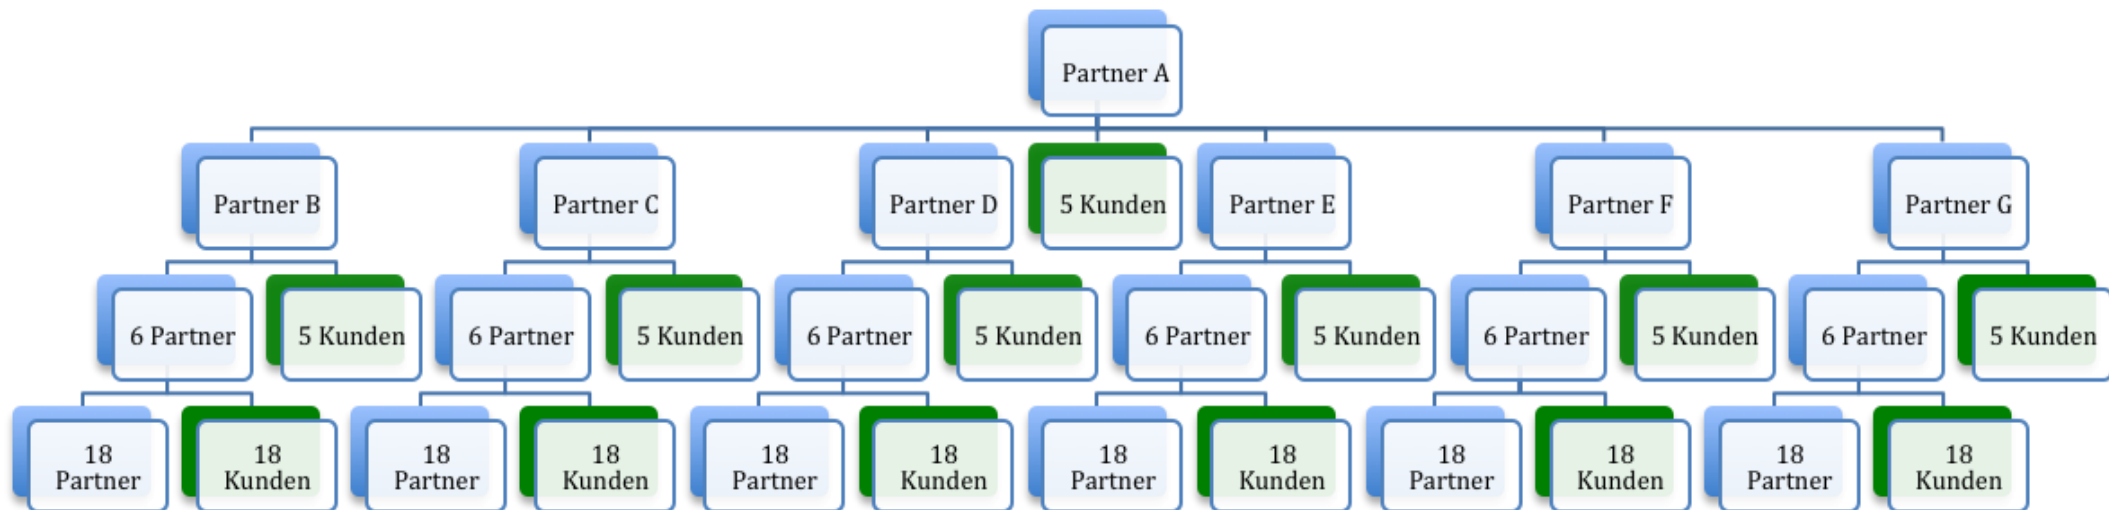 Partner A
Partner B
Partner C
Partner D
5 Kunden
Partner E
Partner F
Partner G
6 Partner
5 Kunden
6 Partner
5 Kunden
6 Partner
5 Kunden
6 Partner
5 Kunden
6 Partner
5 Kunden
6 Partner
5 Kunden
18
Partner
18
Kunden
18
Partner
18
Kunden
18
Partner
18
Kunden
18
Partner
18
Kunden
18
Partner
18
Kunden
18
Partner
18
Kunden